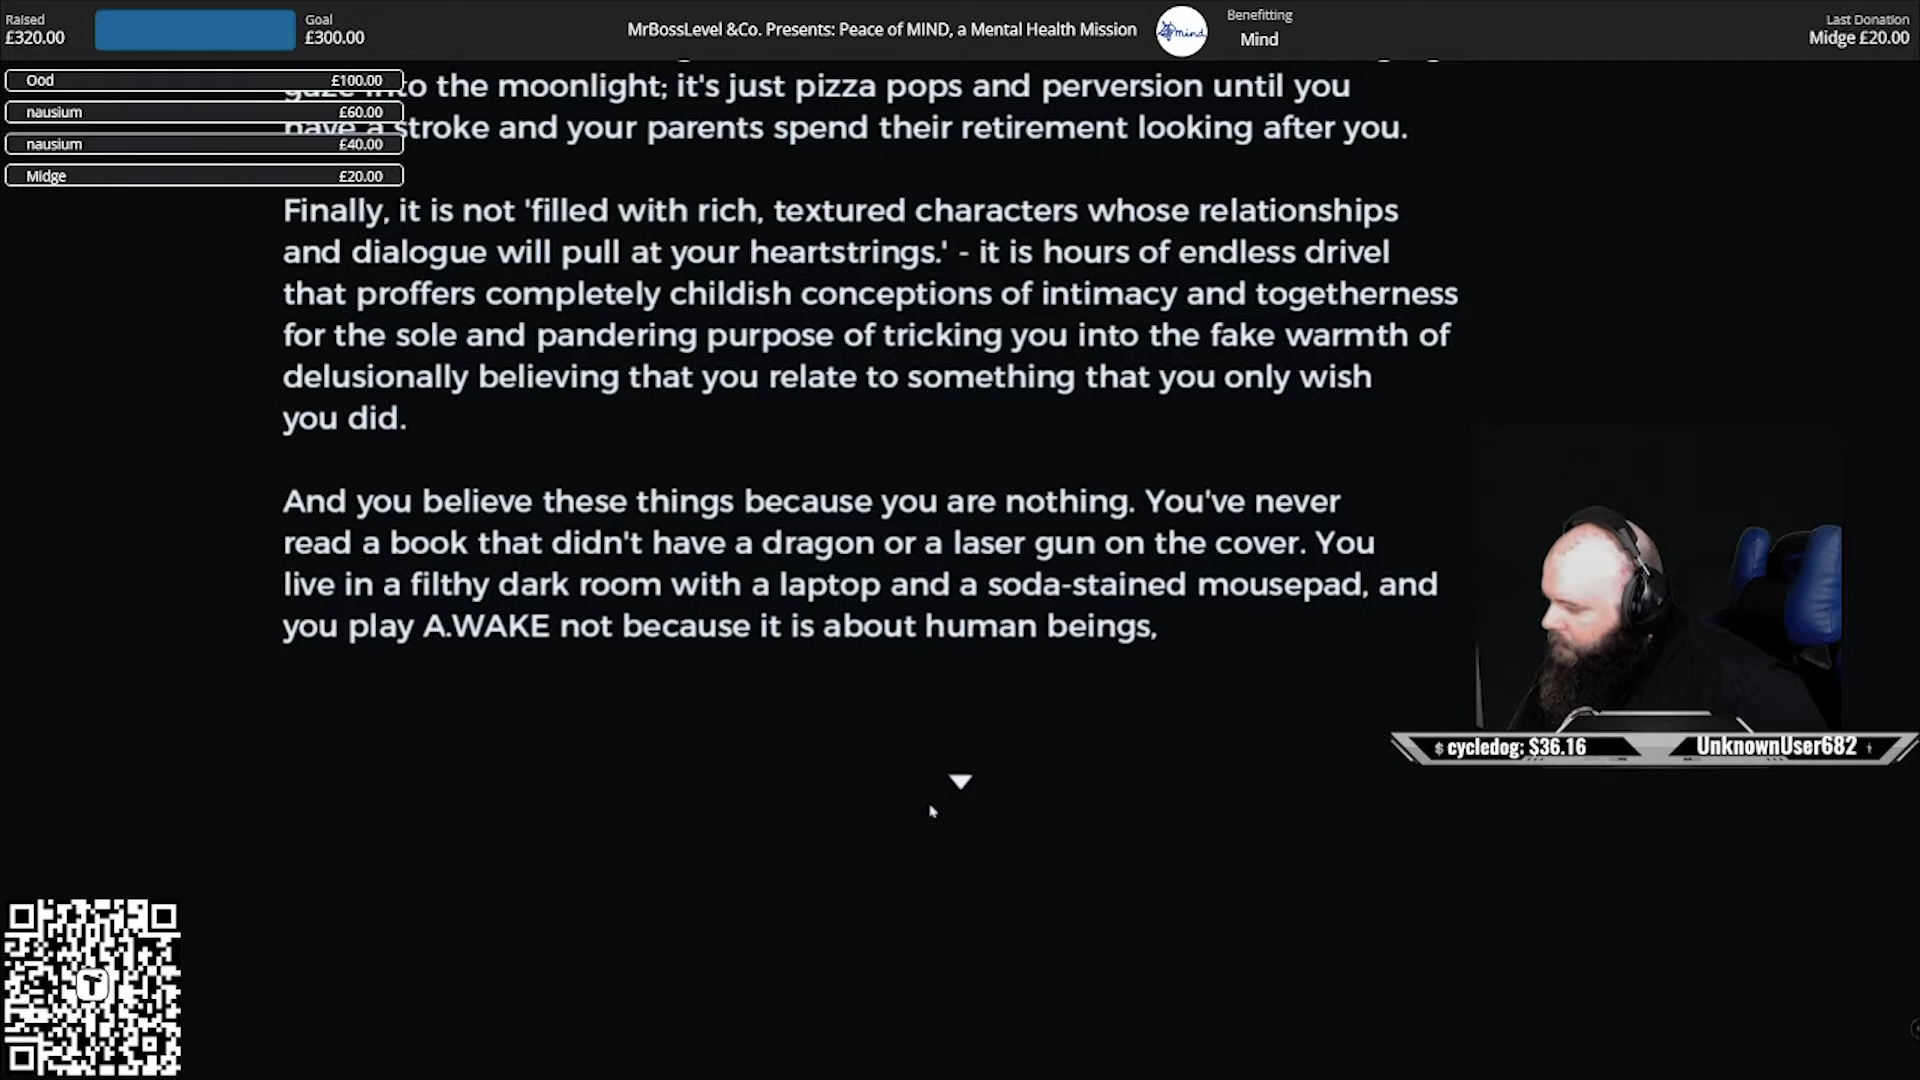 Raised
£320.00
Goal
£300.00
MrBossLevel &Co. Presents: Peace of MIND, a Mental Health Mission
mind
Benefitting
Mind
Last Donation
Midge £20.00
Ood £100.00
nausium £60.00
nausium £40.00
Midge £20.00
to the moonlight; it's just pizza pops and perversion until you
have a stroke and your parents spend their retirement looking after you.
Finally, it is not 'filled with rich, textured characters whose relationships
and dialogue will pull at your heartstrings.' - it is hours of endless drivel
that proffers completely childish conceptions of intimacy and togetherness
for the sole and pandering purpose of tricking you into the fake warmth of
delusionally believing that you relate to something that you only wish
you did.
And you believe these things because you are nothing. You've never
read a book that didn't have a dragon or a laser gun on the cover. You
live in a filthy dark room with a laptop and a soda-stained mousepad, and
you play A.WAKE not because it is about human beings,
$ cycledog: $36.16
UnknownUser682